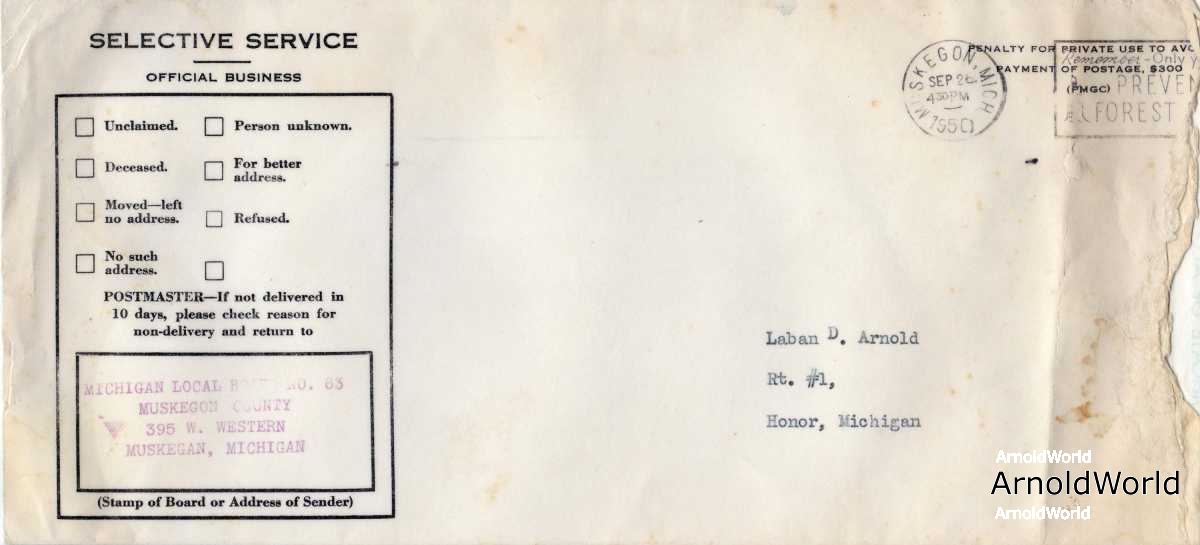 SELECTIVE SERVICE
OFFICIAL BUSINESS
Unclaimed.
Person unknown.
Deceased.
For better
address.
Moved—left
no address.
Refused.
No such
address.
POSTMASTER—If not delivered in
10 days, please check reason for
non-delivery and return to
MICHIGAN LOCAL NO. 83
MUSKEGON COUNTY
395 W. WESTERN
MUSKEGAN, MICHIGAN
(Stamp of Board or Address of Sender)
MUSKEGON, MICH
SEP 26
4 30 PM
1950
PENALTY FOR PRIVATE USE TO AVO
PAYMENT OF POSTAGE, $300
(PMGC)
Remember-Only Y
PREVEN
FOREST
Laban D. Arnold
Rt. #1,
Honor, Michigan
ArnoldWorld
ArnoldWorld
ArnoldWorld